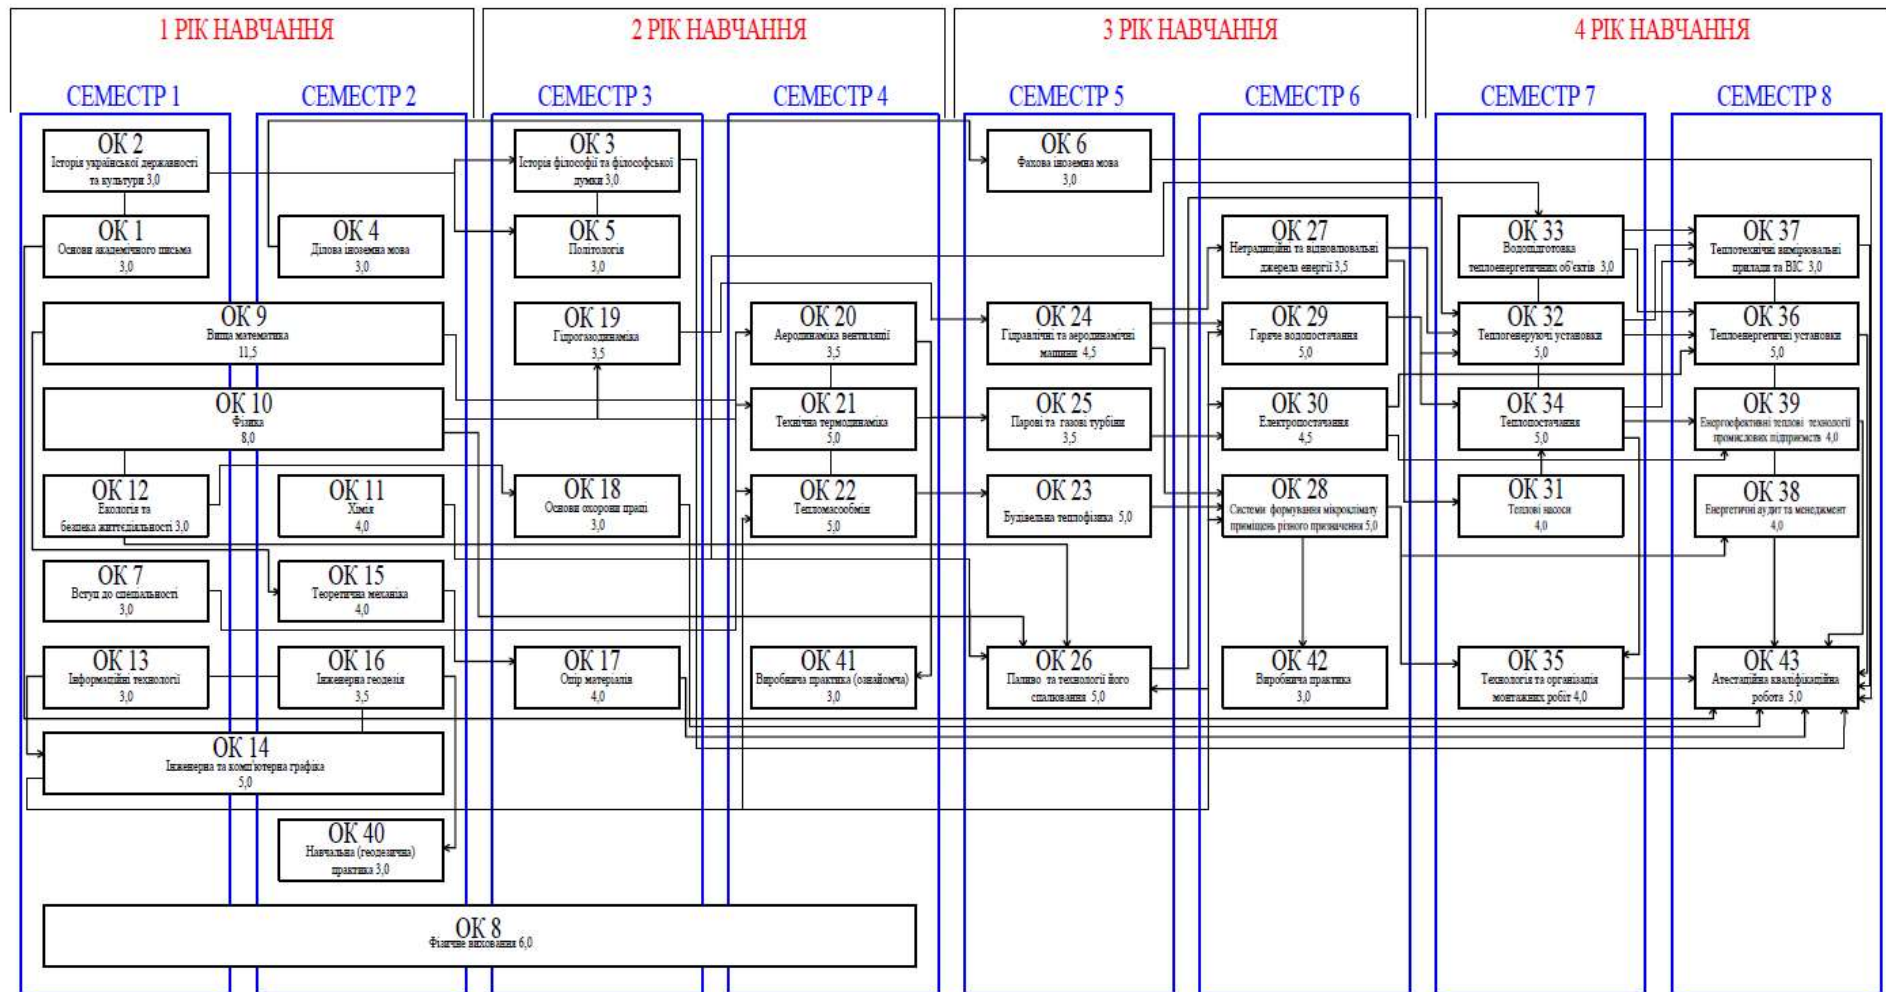 1 РІК НАВЧАННЯ
2 РІК НАВЧАННЯ
3 РІК НАВЧАННЯ
4 РІК НАВЧАННЯ
СЕМЕСТР 1
СЕМЕСТР 2
СЕМЕСТР 3
СЕМЕСТР 4
СЕМЕСТР 5
СЕМЕСТР 6
СЕМЕСТР 7
СЕМЕСТР 8
ОК 2
Історія української державності
та культури 3,0
ОК 3
Історія філософії та філософської
думки 3,0
ОК 6
Фахова іноземна мова
3,0
ОК 1
Основи академічного письма
3,0
ОК 4
Ділова іноземна мова
3,0
ОК 5
Політологія
3,0
ОК 27
Нетрадиційні та відновлювальні
джерела енергії 3,5
ОК 33
Водопідготовка
теплоенергетичних об'єктів 3,0
ОК 37
Теплотехнічні вимірювальні
прилади та ВІС 3,0
ОК 9
Вища математика
11,5
ОК 19
Гідрогазодинаміка
3,5
ОК 20
Аеродинаміка вентиляції
3,5
ОК 24
Гідравлічні та аеродинамічні
машини 4,5
ОК 29
Гаряче водопостачання
5,0
ОК 32
Теплогенеруючі установки
5,0
ОК 36
Теплоенергетичні установки
5,0
ОК 10
Фізика
8,0
ОК 21
Технічна термодинаміка
5,0
ОК 25
Парові та газові турбіни
3,5
ОК 30
Електропостачання
4,5
ОК 34
Теплопостачання
5,0
ОК 39
Енергоефективні теплові технології
промислових підприємств 4,0
ОК 12
Екологія та
безпека життєдіяльності 3,0
ОК 11
Хімія
4,0
ОК 18
Основи охорони праці
3,0
ОК 22
Тепломасообмін
5,0
ОК 23
Будівельна теплофізика 5,0
ОК 28
Системи формування мікроклімату
приміщень різного призначення 5,0
ОК 31
Теплові насоси
4,0
ОК 38
Енергетичні аудит та менеджмент
4,0
ОК 7
Вступ до спеціальності
3,0
ОК 15
Теоретична механіка
4,0
ОК 13
Інформаційні технології
3,0
ОК 16
Інженерна геодезія
3,5
ОК 17
Опір матеріалів
4,0
ОК 41
Виробнича практика (ознайомча)
3,0
ОК 26
Паливо та технології його
спалювання 5,0
ОК 42
Виробнича практика
3,0
ОК 35
Технологія та організація
монтажних робіт 4,0
ОК 43
Атестаційна кваліфікаційна
робота 5,0
ОК 14
Інженерна та комп'ютерна графіка
5,0
ОК 40
Навчальна (геодезична)
практика 3,0
ОК 8
Фізичне виховання 6,0